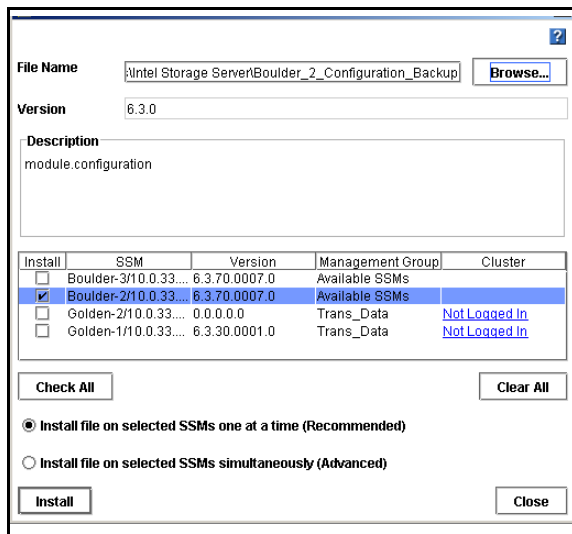 ?
File Name :\Intel Storage Server\Boulder_2_Configuration_Backup Browse...
Version 6.3.0
Description
module.configuration
Install SSM Version Management Group Cluster
Boulder-3/10.0.33.... 6.3.70.0007.0 Available SSMs
Boulder-2/10.0.33.... 6.3.70.0007.0 Available SSMs
Golden-2/10.0.33.... 0.0.0.0.0 Trans_Data Not Logged In
Golden-1/10.0.33.... 6.3.30.0001.0 Trans_Data Not Logged In
Check All Clear All
Install file on selected SSMs one at a time (Recommended)
Install file on selected SSMs simultaneously (Advanced)
Install Close